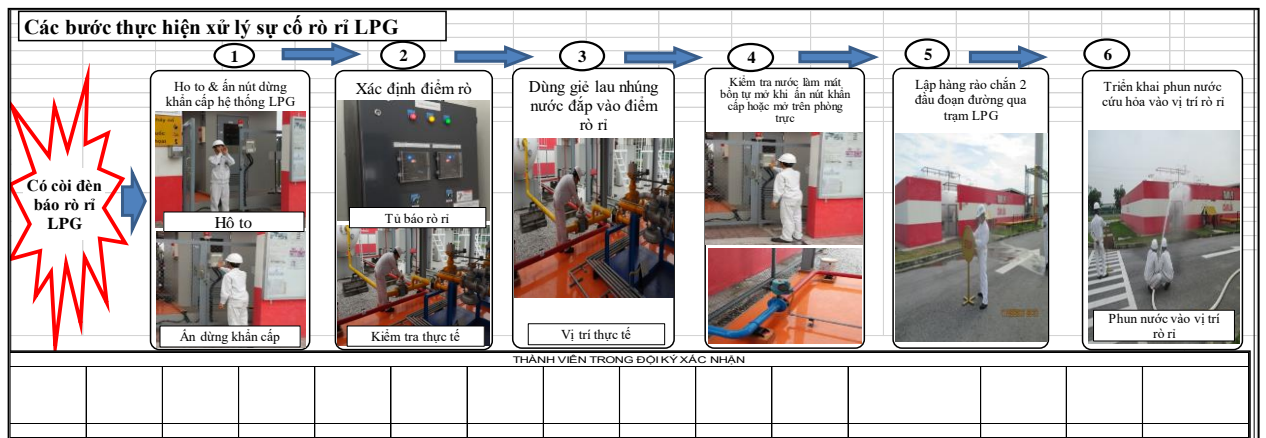 Các bước thực hiện xử lý sự cố rò rỉ LPG
Có còi đèn
báo rò rỉ
LPG
1
Ho to & ấn nút dừng
khẩn cấp hệ thống LPG
Hô to
Ấn dừng khẩn cấp
2
Xác định điểm rò
Tủ báo rò rỉ
Kiểm tra thực tế
3
Dùng giẻ lau nhúng
nước đắp vào điểm
rò rỉ
Vị trí thực tế
4
Kiểm tra nước làm mát
bồn tự mở khi ấn nút khẩn
cấp hoặc mở trên phòng
trực
5
Lập hàng rào chắn 2
đầu đoạn đường qua
trạm LPG
6
Triển khai phun nước
cứu hỏa vào vị trí rò rỉ
Phun nước vào vị trí
rò rỉ
THÀNH VIÊN TRONG ĐỘI KÝ XÁC NHẬN